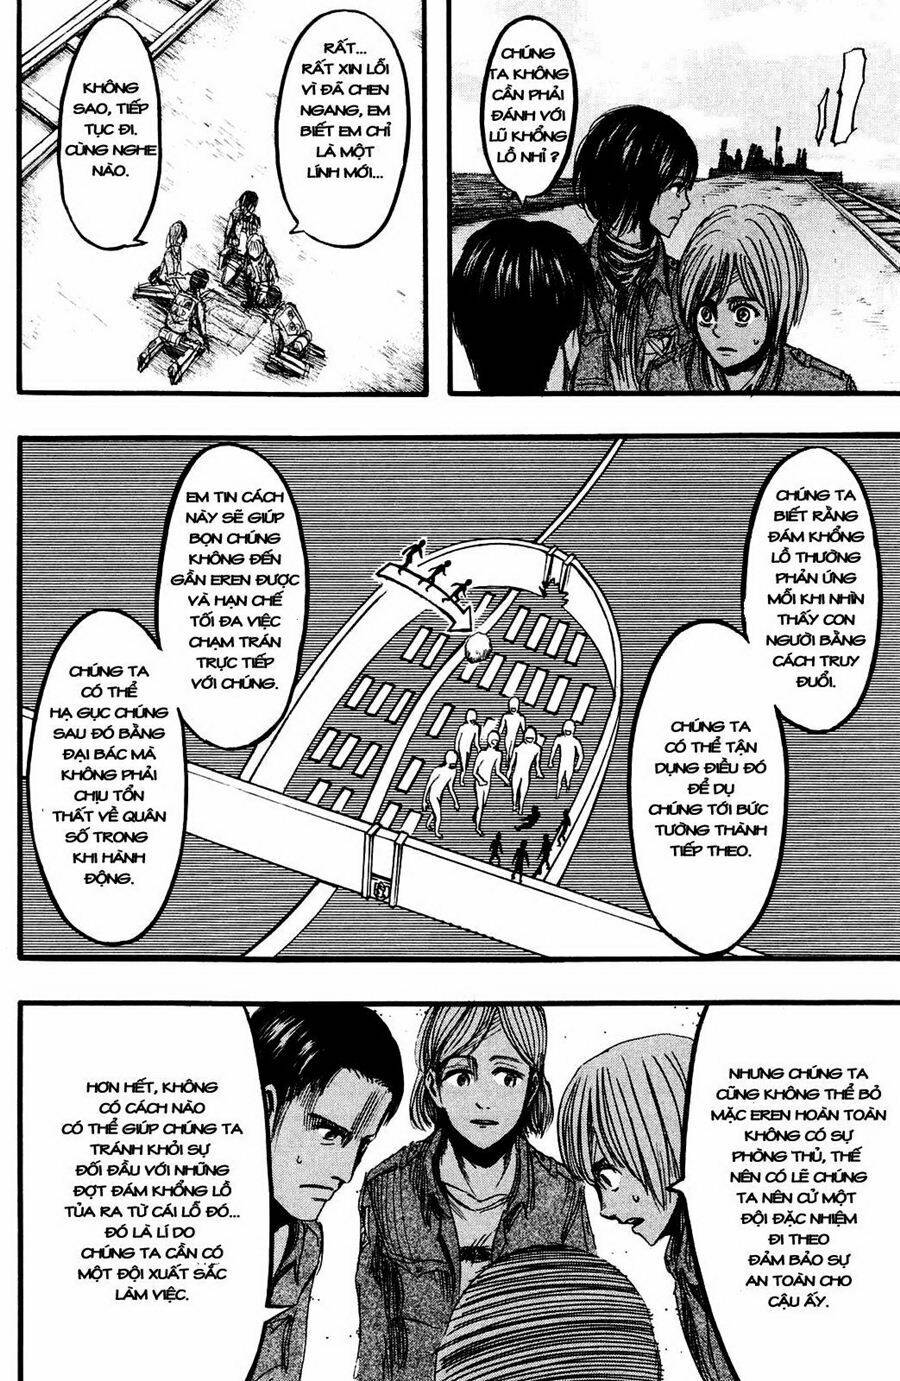 CHÚNG
TA KHÔNG
CẦN PHẢI
ĐÁNH VỚI
LŨ KHỔNG
LỒ NHỈ ?
RẤT...
RẤT XIN LỖI
VÌ ĐÃ CHEN
NGANG, EM
BIẾT EM CHỈ
LÀ MỘT
LÍNH MỚI...
KHÔNG
SAO, TIẾP
TỤC ĐI.
CÙNG NGHE
NÀO.
CHÚNG TA
BIẾT RẰNG
ĐÁM KHỔNG
LỒ THƯỜNG
PHẢN ỨNG
MỖI KHI NHÌN
THẤY CON
NGƯỜI BẰNG
CÁCH TRUY
ĐUỔI.
CHÚNG TA
CÓ THỂ TẬN
DỤNG ĐIỀU ĐÓ
ĐỂ DỤ
CHÚNG TỚI BỨC
TƯỜNG THÀNH
TIẾP THEO.
EM TIN CÁCH
NÀY SẼ GIÚP
BỌN CHÚNG
KHÔNG ĐẾN
GẦN EREN ĐƯỢC
VÀ HẠN CHẾ
TỐI ĐA VIỆC
CHẠM TRÁN
TRỰC TIẾP
VỚI CHÚNG.
CHÚNG TA
CÓ THỂ
HẠ GỤC CHÚNG
SAU ĐÓ BẰNG
ĐẠI BÁC MÀ
KHÔNG PHẢI
CHỊU TỔN
THẤT VỀ QUÂN
SỐ TRONG
KHI HÀNH
ĐỘNG.
NHƯNG CHÚNG TA
CŨNG KHÔNG THỂ BỎ
MẶC EREN HOÀN TOÀN
KHÔNG CÓ SỰ
PHÒNG THỦ, THẾ
NÊN CÓ LẼ CHÚNG
TA NÊN CỬ MỘT
ĐỘI ĐẶC NHIỆM
ĐI THEO
ĐẢM BẢO SỰ
AN TOÀN CHO
CẬU ẤY.
HƠN HẾT, KHÔNG
CÓ CÁCH NÀO
CÓ THỂ GIÚP CHÚNG TA
TRÁNH KHỎI SỰ
ĐỐI ĐẦU VỚI NHỮNG
ĐỢT ĐÁM KHỔNG LỒ
TỦA RA TỪ CÁI LỖ ĐÓ...
ĐÓ LÀ LÍ DO
CHÚNG TA CẦN CÓ
MỘT ĐỘI XUẤT SẮC
LÀM VIỆC.